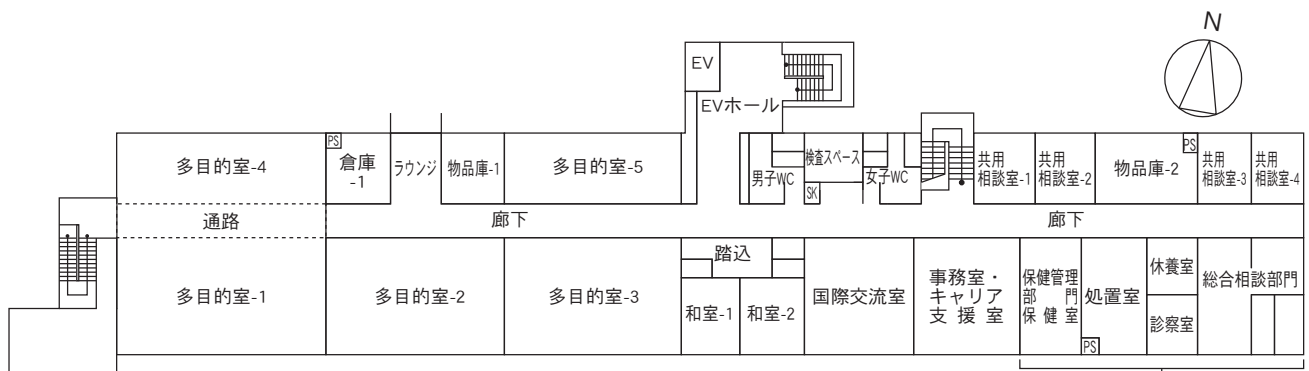 N
EV
EVホール
多目的室-4
PS
倉庫
-1
ラウンジ
物品庫-1
多目的室-5
男子WC
検査スペース
SK
女子WC
共用
相談室-1
共用
相談室-2
物品庫-2
PS
共用
相談室-3
共用
相談室-4
通路
廊下
廊下
多目的室-1
多目的室-2
多目的室-3
踏込
和室-1
和室-2
国際交流室
事務室・
キャリア
支援室
保健管理
部門
保健室
処置室
PS
休養室
診察室
総合相談部門